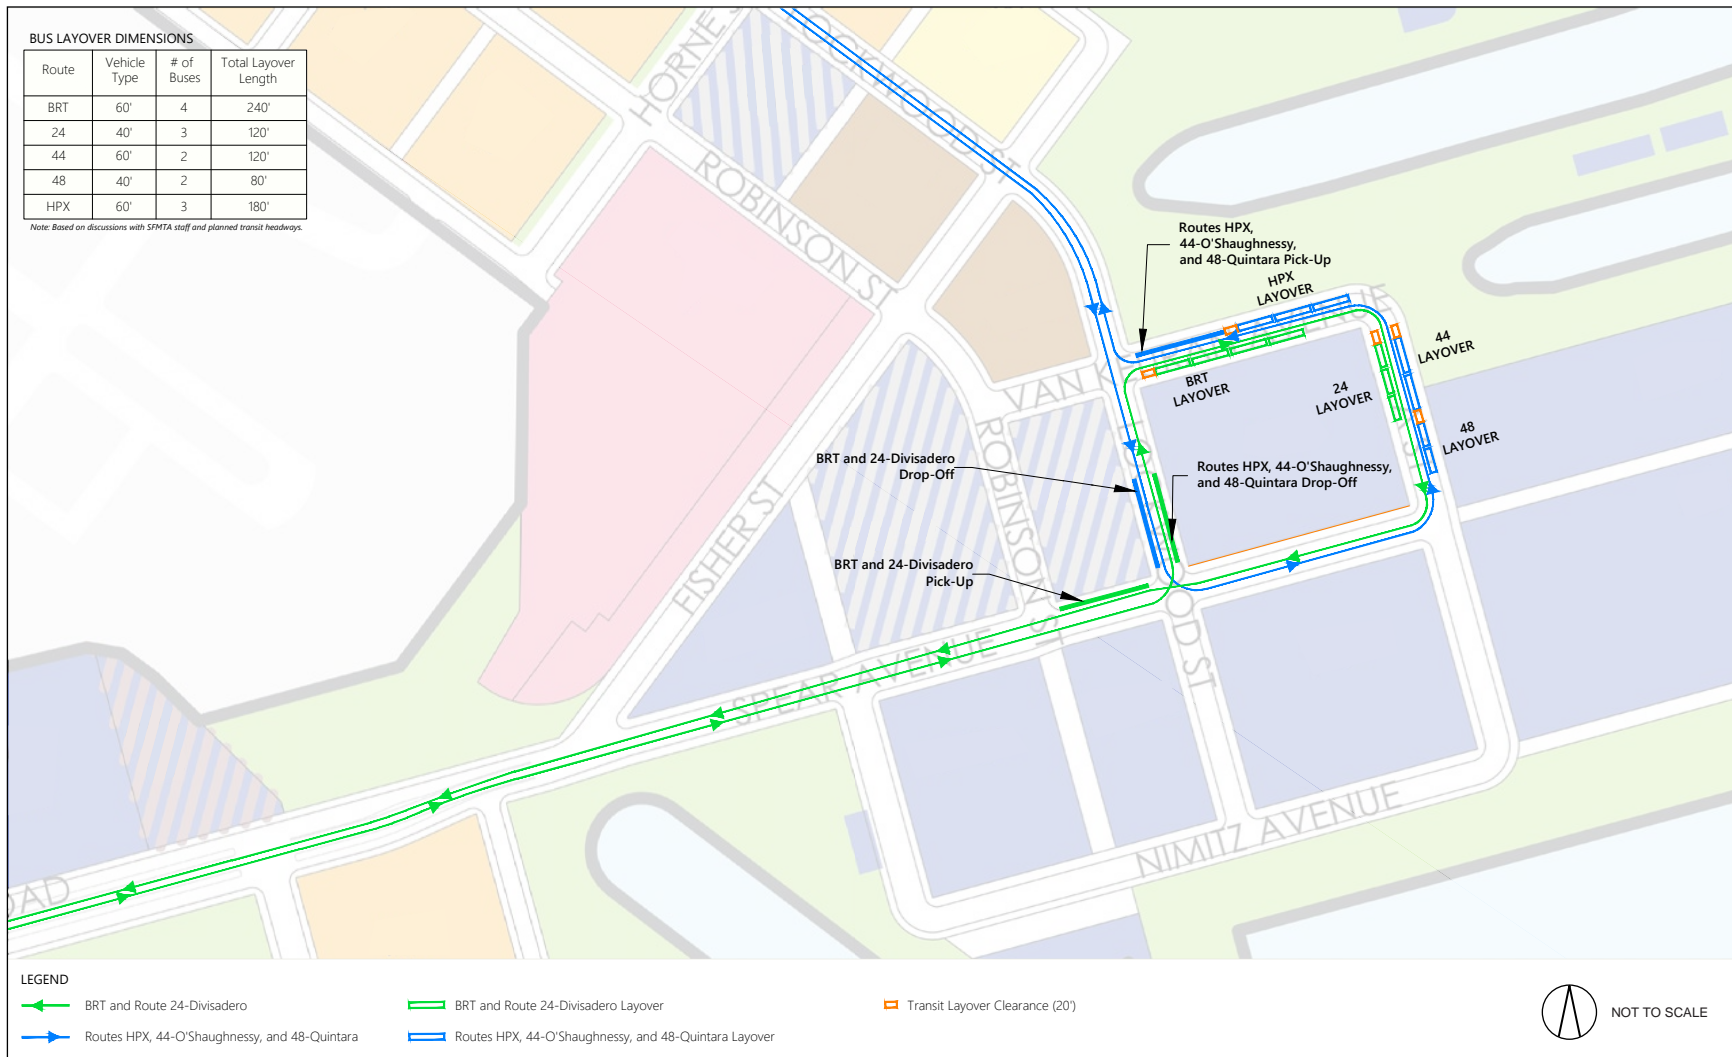 BUS LAYOVER DIMENSIONS
Route Vehicle Type # of Buses Total Layover Length
BRT 60' 4 240'
24 40' 3 120'
44 60' 2 120'
48 40' 2 80'
HPX 60' 3 180'
Note: Based on discussions with SFMTA staff and planned transit headways.
ROBINSON ST
FISHER ST
ROBINSON ST
SPEAR AVENUE
NIMITZ AVENUE
Routes HPX,
44-O'Shaughnessy,
and 48-Quintara Pick-Up
HPX
LAYOVER
44
LAYOVER
BRT
LAYOVER
24
LAYOVER
48
LAYOVER
BRT and 24-Divisadero
Drop-Off
Routes HPX, 44-O'Shaughnessy,
and 48-Quintara Drop-Off
BRT and 24-Divisadero
Pick-Up
LEGEND
BRT and Route 24-Divisadero
BRT and Route 24-Divisadero Layover
Transit Layover Clearance (20')
Routes HPX, 44-O'Shaughnessy, and 48-Quintara
Routes HPX, 44-O'Shaughnessy, and 48-Quintara Layover
NOT TO SCALE